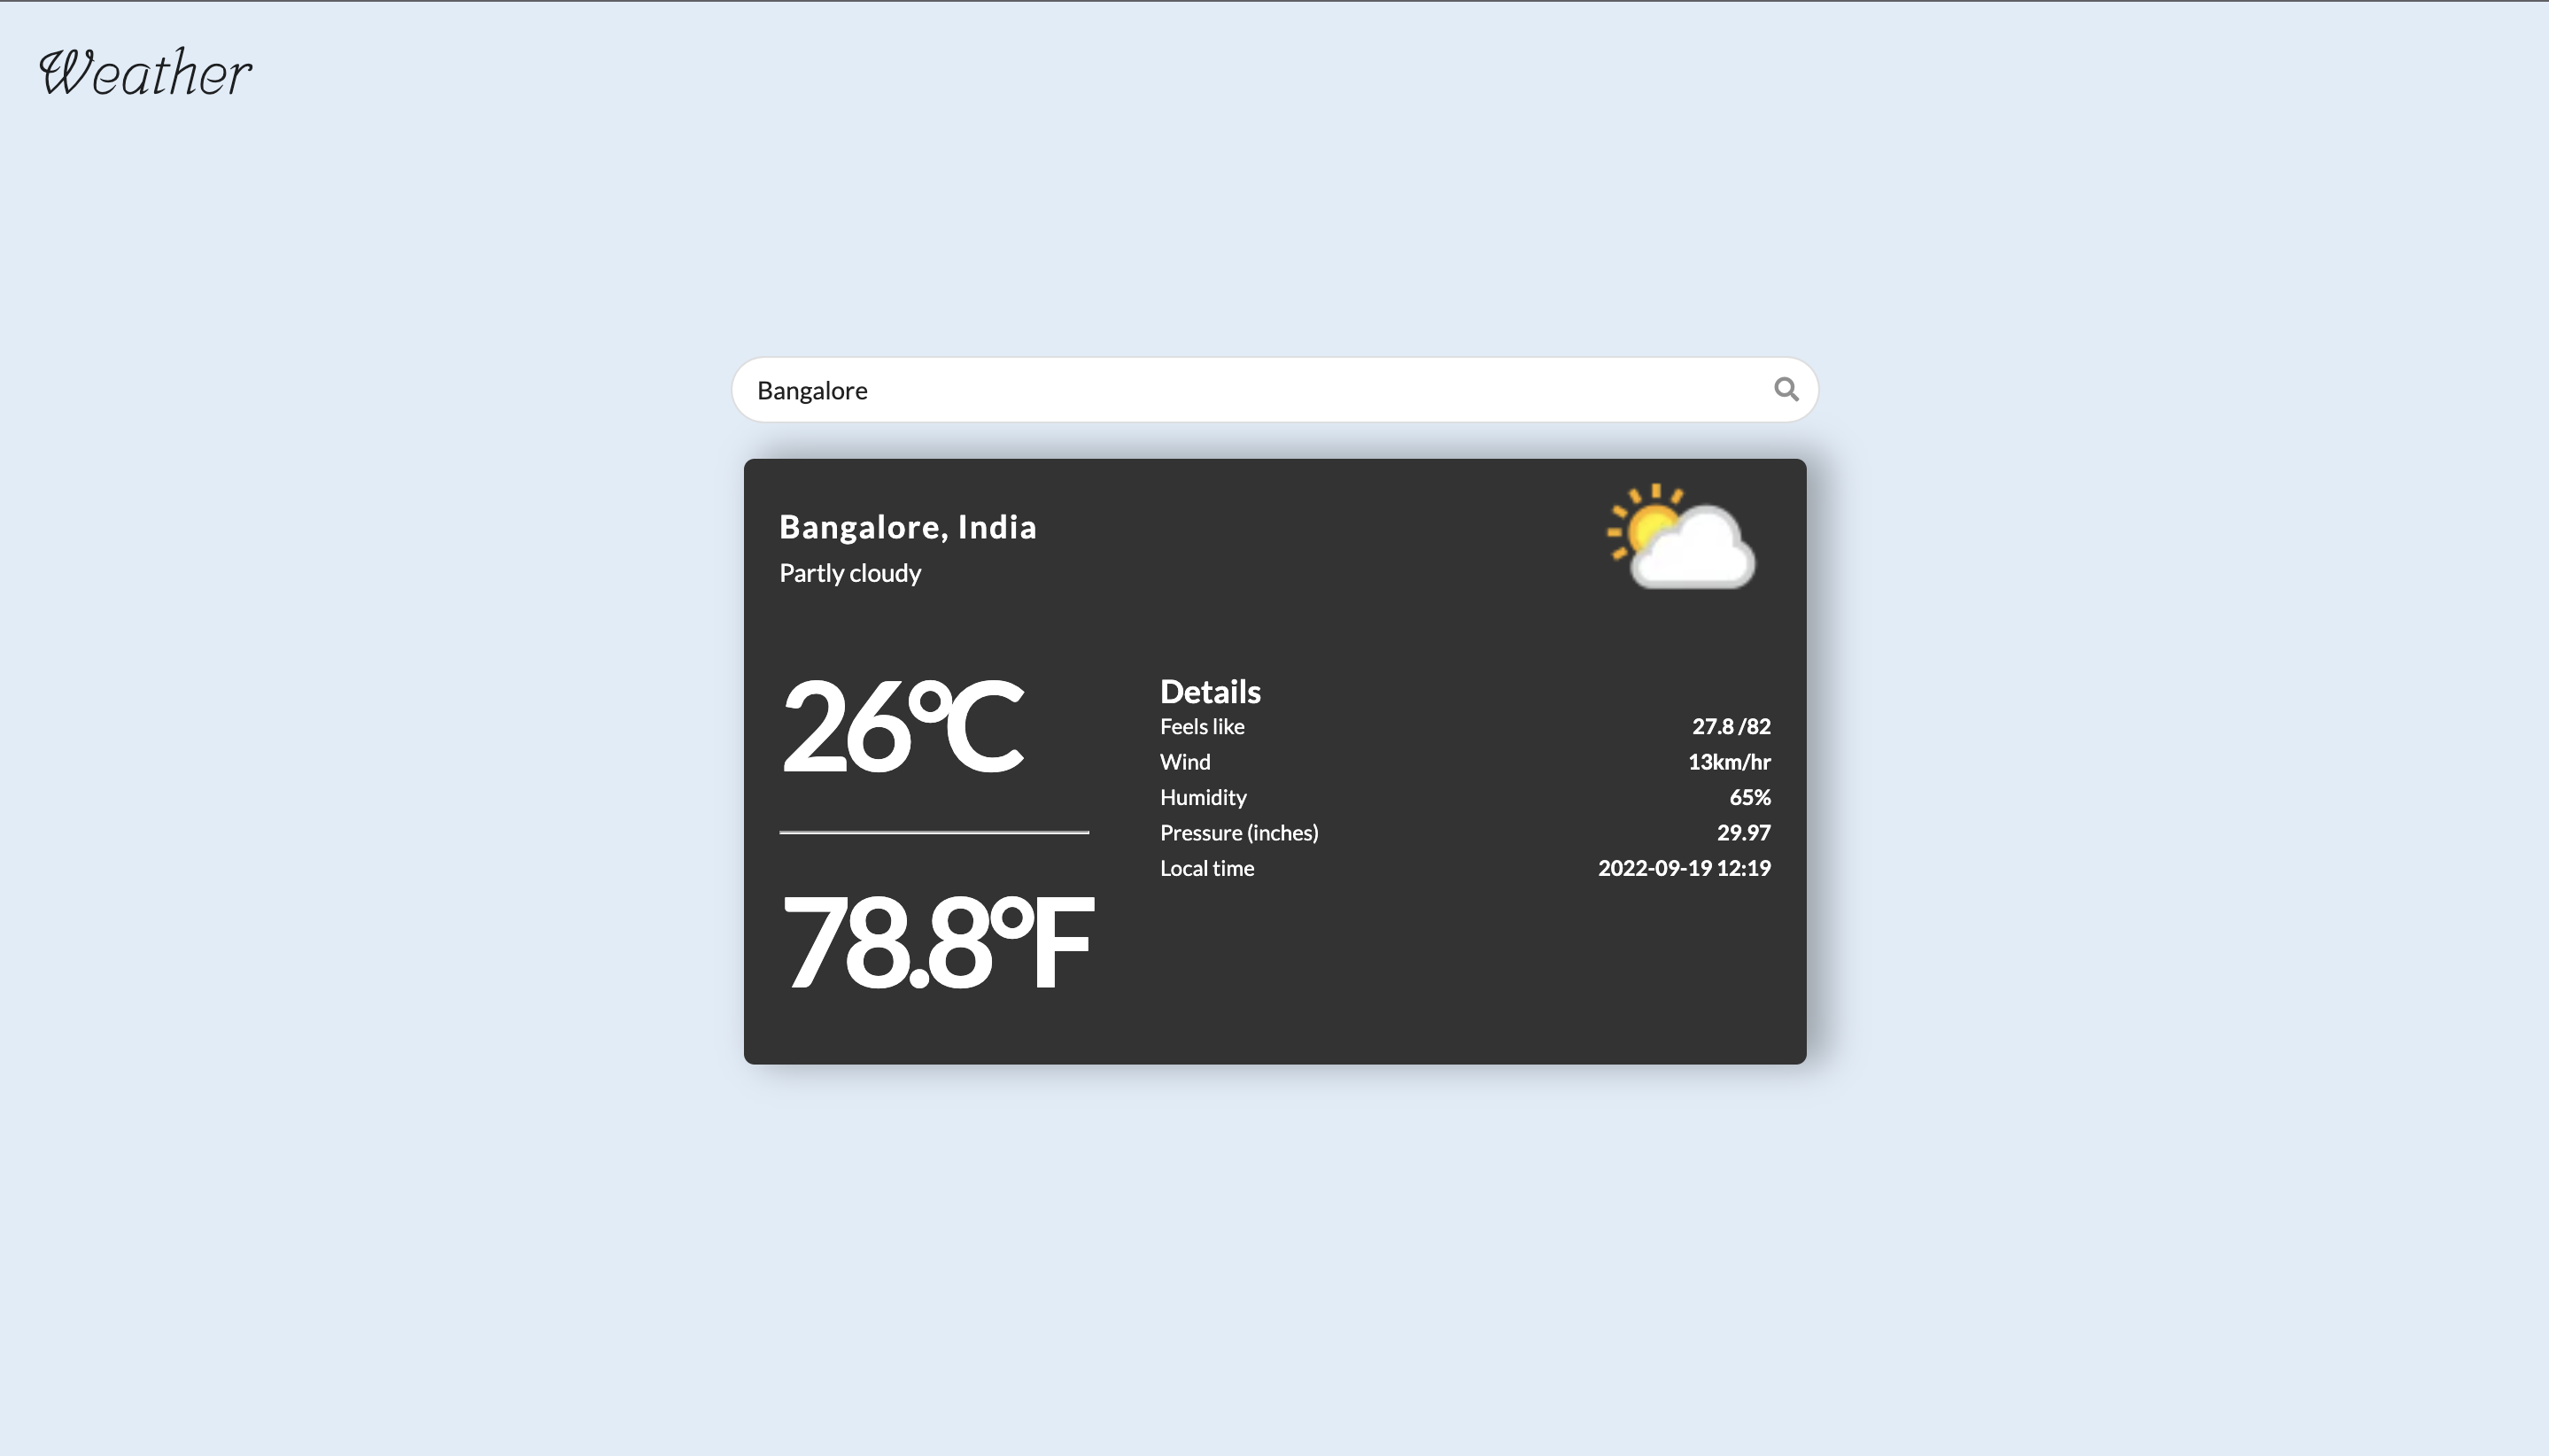 Weather
Bangalore
Bangalore, India
Partly cloudy
26°C
78.8°F
Details
Feels like 27.8 /82
Wind 13km/hr
Humidity 65%
Pressure (inches) 29.97
Local time 2022-09-19 12:19